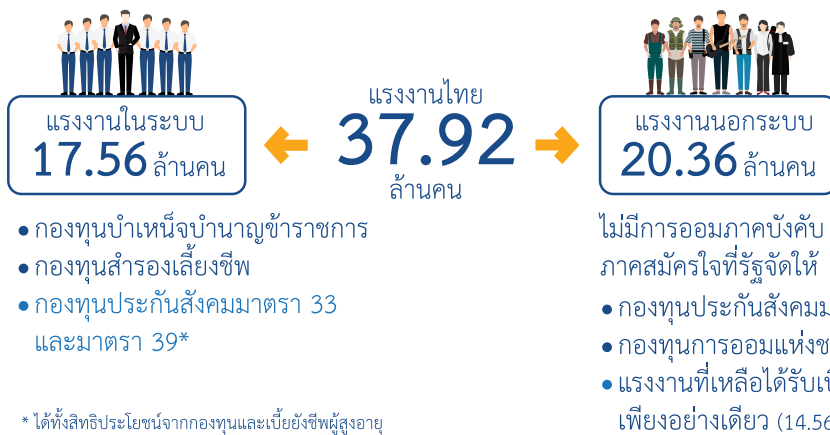 แรงงานไทย
37.92
ล้านคน
แรงงานในระบบ
17.56 ล้านคน
• กองทุนบำเหน็จบำนาญข้าราชการ
• กองทุนสำรองเลี้ยงชีพ
• กองทุนประกันสังคมมาตรา 33
และมาตรา 39*
* ได้ทั้งสิทธิประโยชน์จากกองทุนและเบี้ยยังชีพผู้สูงอายุ
แรงงานนอกระบบ
20.36 ล้านคน
ไม่มีการออมภาคบังคับ
ภาคสมัครใจที่รัฐจัดให้
• กองทุนประกันสังคม
• กองทุนการออมแห่ง
• แรงงานที่เหลือได้รับ
เพียงอย่างเดียว (14.56